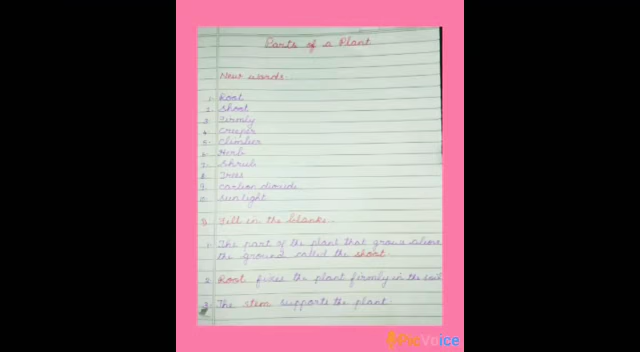 Parts of a Plant
New words
1. Root
2. Shoot
3. Firmly
4. Creeper
5. Climber
6. Herb
7. Shrub
8. Trees
9. carbon dioxide
10. Sunlight
B Fill in the blanks.
1. The part of the plant that grows above
the ground called the shoot
2. Root fixes the plant firmly in the soil
3. The stem supports the plant.
PicVoice